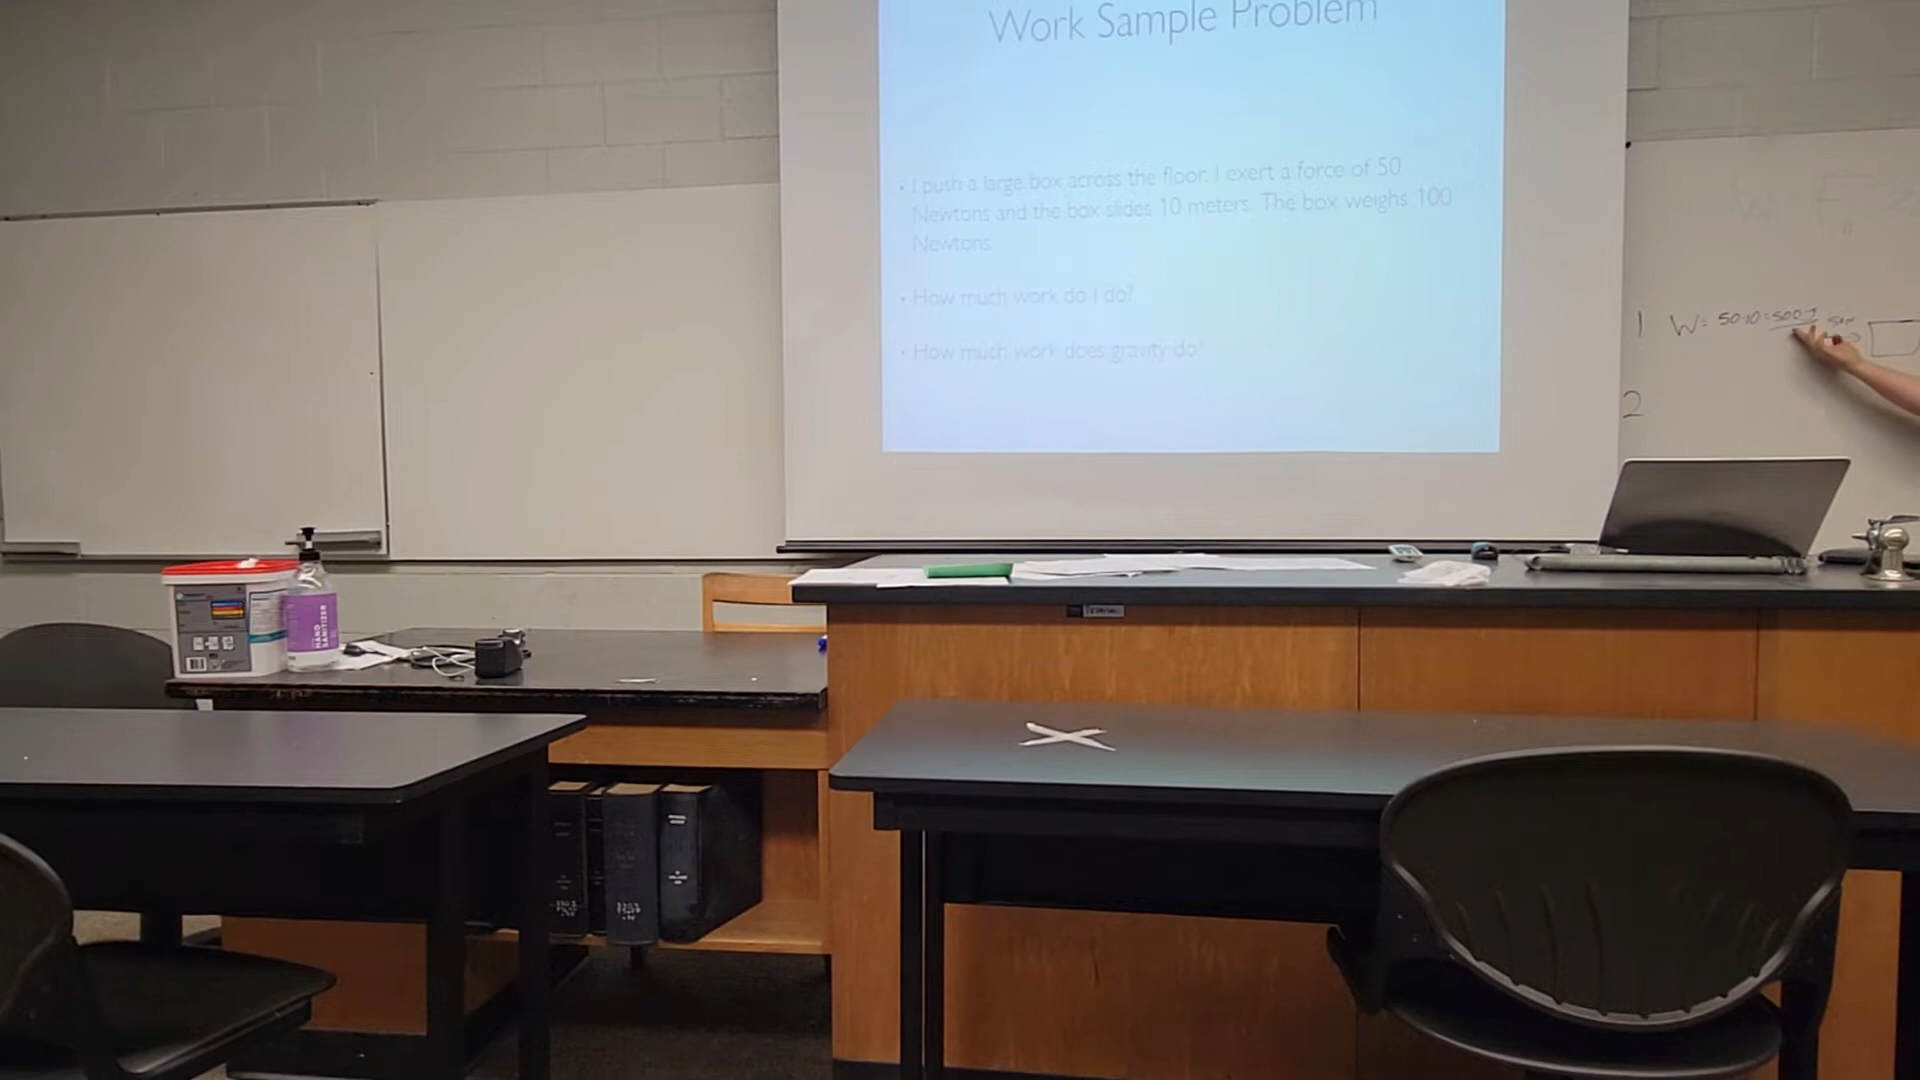 Work Sample Problem
• I push a large box across the floor. I exert a force of 50
Newtons and the box slides 10 meters. The box weighs 100
Newtons.
• How much work do I do?
• How much work does gravity do?
W F
1 W= 50·10=500J 50N
2
HAND
SANITIZER